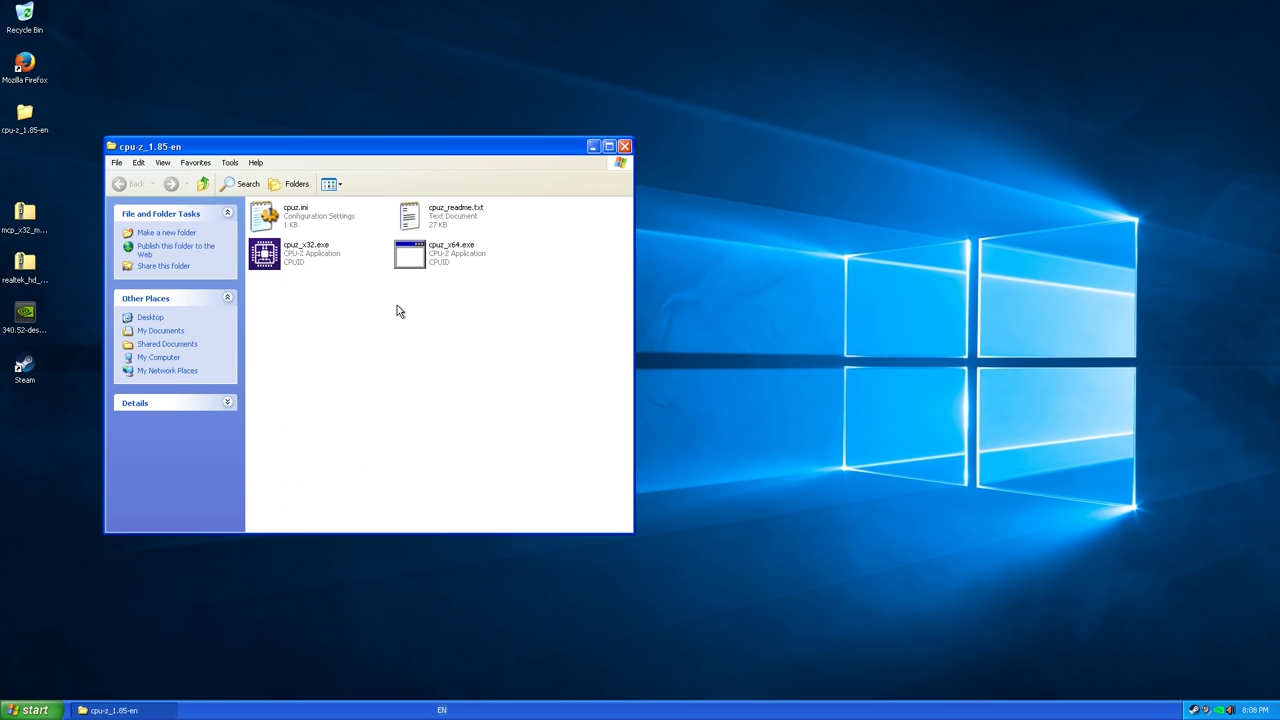 Recycle Bin
Mozilla Firefox
cpu-z_1.85-en
mcp_x32_m...
realtek_hd_...
340.52-des...
Steam
cpu-z_1.85-en
File Edit View Favorites Tools Help
Back Search Folders
File and Folder Tasks
Make a new folder
Publish this folder to the
Web
Share this folder
Other Places
Desktop
My Documents
Shared Documents
My Computer
My Network Places
Details
cpuz.ini
Configuration Settings
1 KB
cpuz_readme.txt
Text Document
27 KB
cpuz_x32.exe
CPU-Z Application
CPUID
cpuz_x64.exe
CPU-Z Application
CPUID
start
cpu-z_1.85-en
EN
8:08 PM